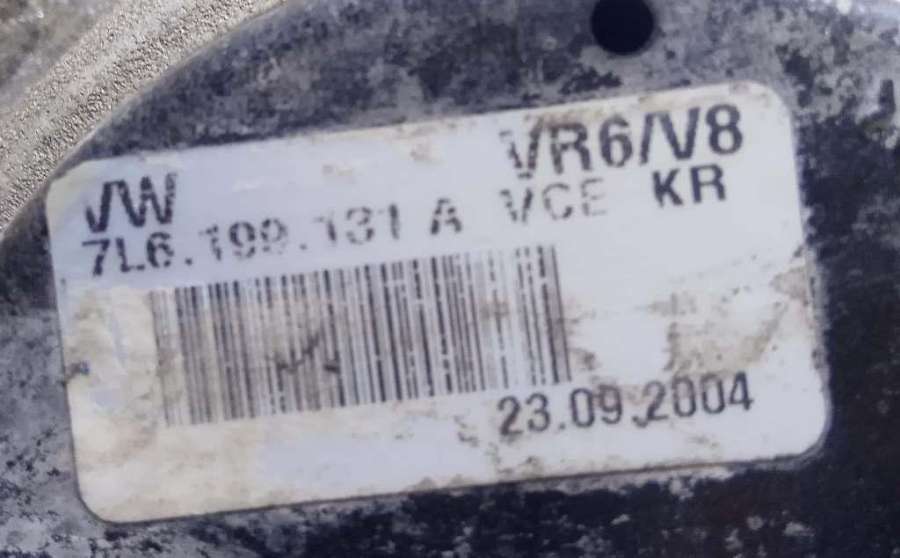 VW VR6/V8
7L6.199.131 A VCE KR
23.09.2004